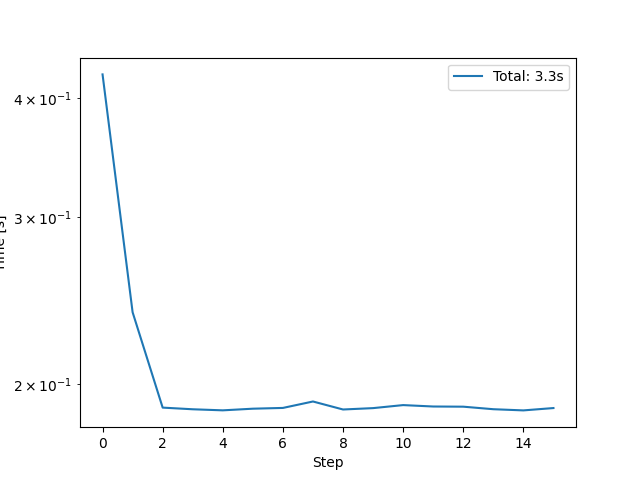 Total: 3.3s
4 × 10⁻¹
3 × 10⁻¹
2 × 10⁻¹
Time [s]
0 2 4 6 8 10 12 14
Step